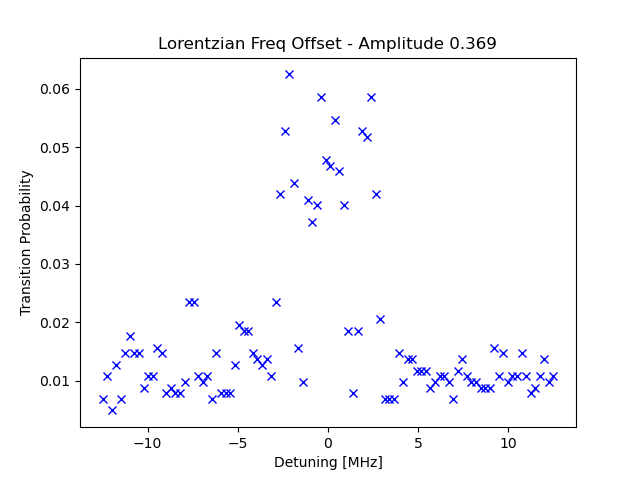 Lorentzian Freq Offset - Amplitude 0.369
0.06
0.05
0.04
0.03
0.02
0.01
Transition Probability
−10 −5 0 5 10
Detuning [MHz]